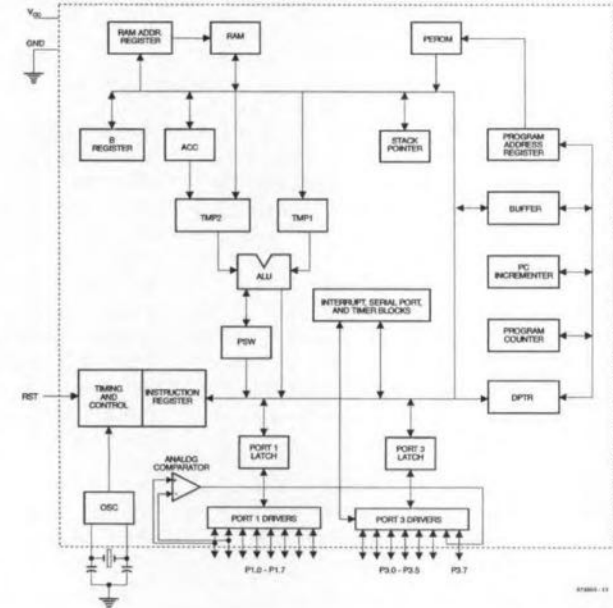 VCC
GND
RAM ADDR.
REGISTER
RAM
PEROM
B
REGISTER
ACC
STACK
POINTER
PROGRAM
ADDRESS
REGISTER
TMP2
TMP1
BUFFER
ALU
PC
INCREMENTER
INTERRUPT, SERIAL PORT,
AND TIMER BLOCKS
PSW
PROGRAM
COUNTER
RST
TIMING
AND
CONTROL
INSTRUCTION
REGISTER
DPTR
PORT 1
LATCH
PORT 3
LATCH
ANALOG
COMPARATOR
+
-
OSC
PORT 1 DRIVERS
PORT 3 DRIVERS
P1.0 - P1.7
P3.0 - P3.5
P3.7